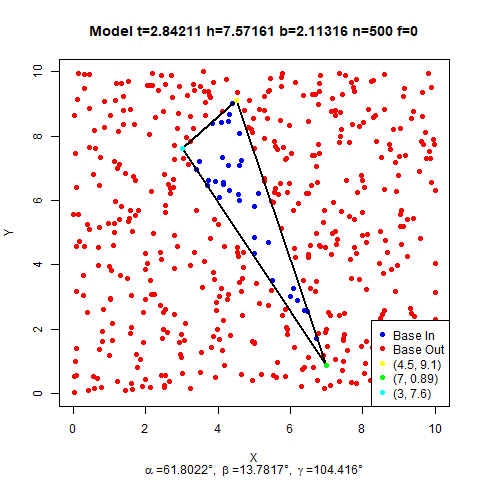 Model t=2.84211 h=7.57161 b=2.11316 n=500 f=0
10
8
6
4
2
0
Y
Base In
Base Out
(4.5, 9.1)
(7, 0.89)
(3, 7.6)
0 2 4 6 8 10
X
α=61.8022°, β=13.7817°, γ=104.416°